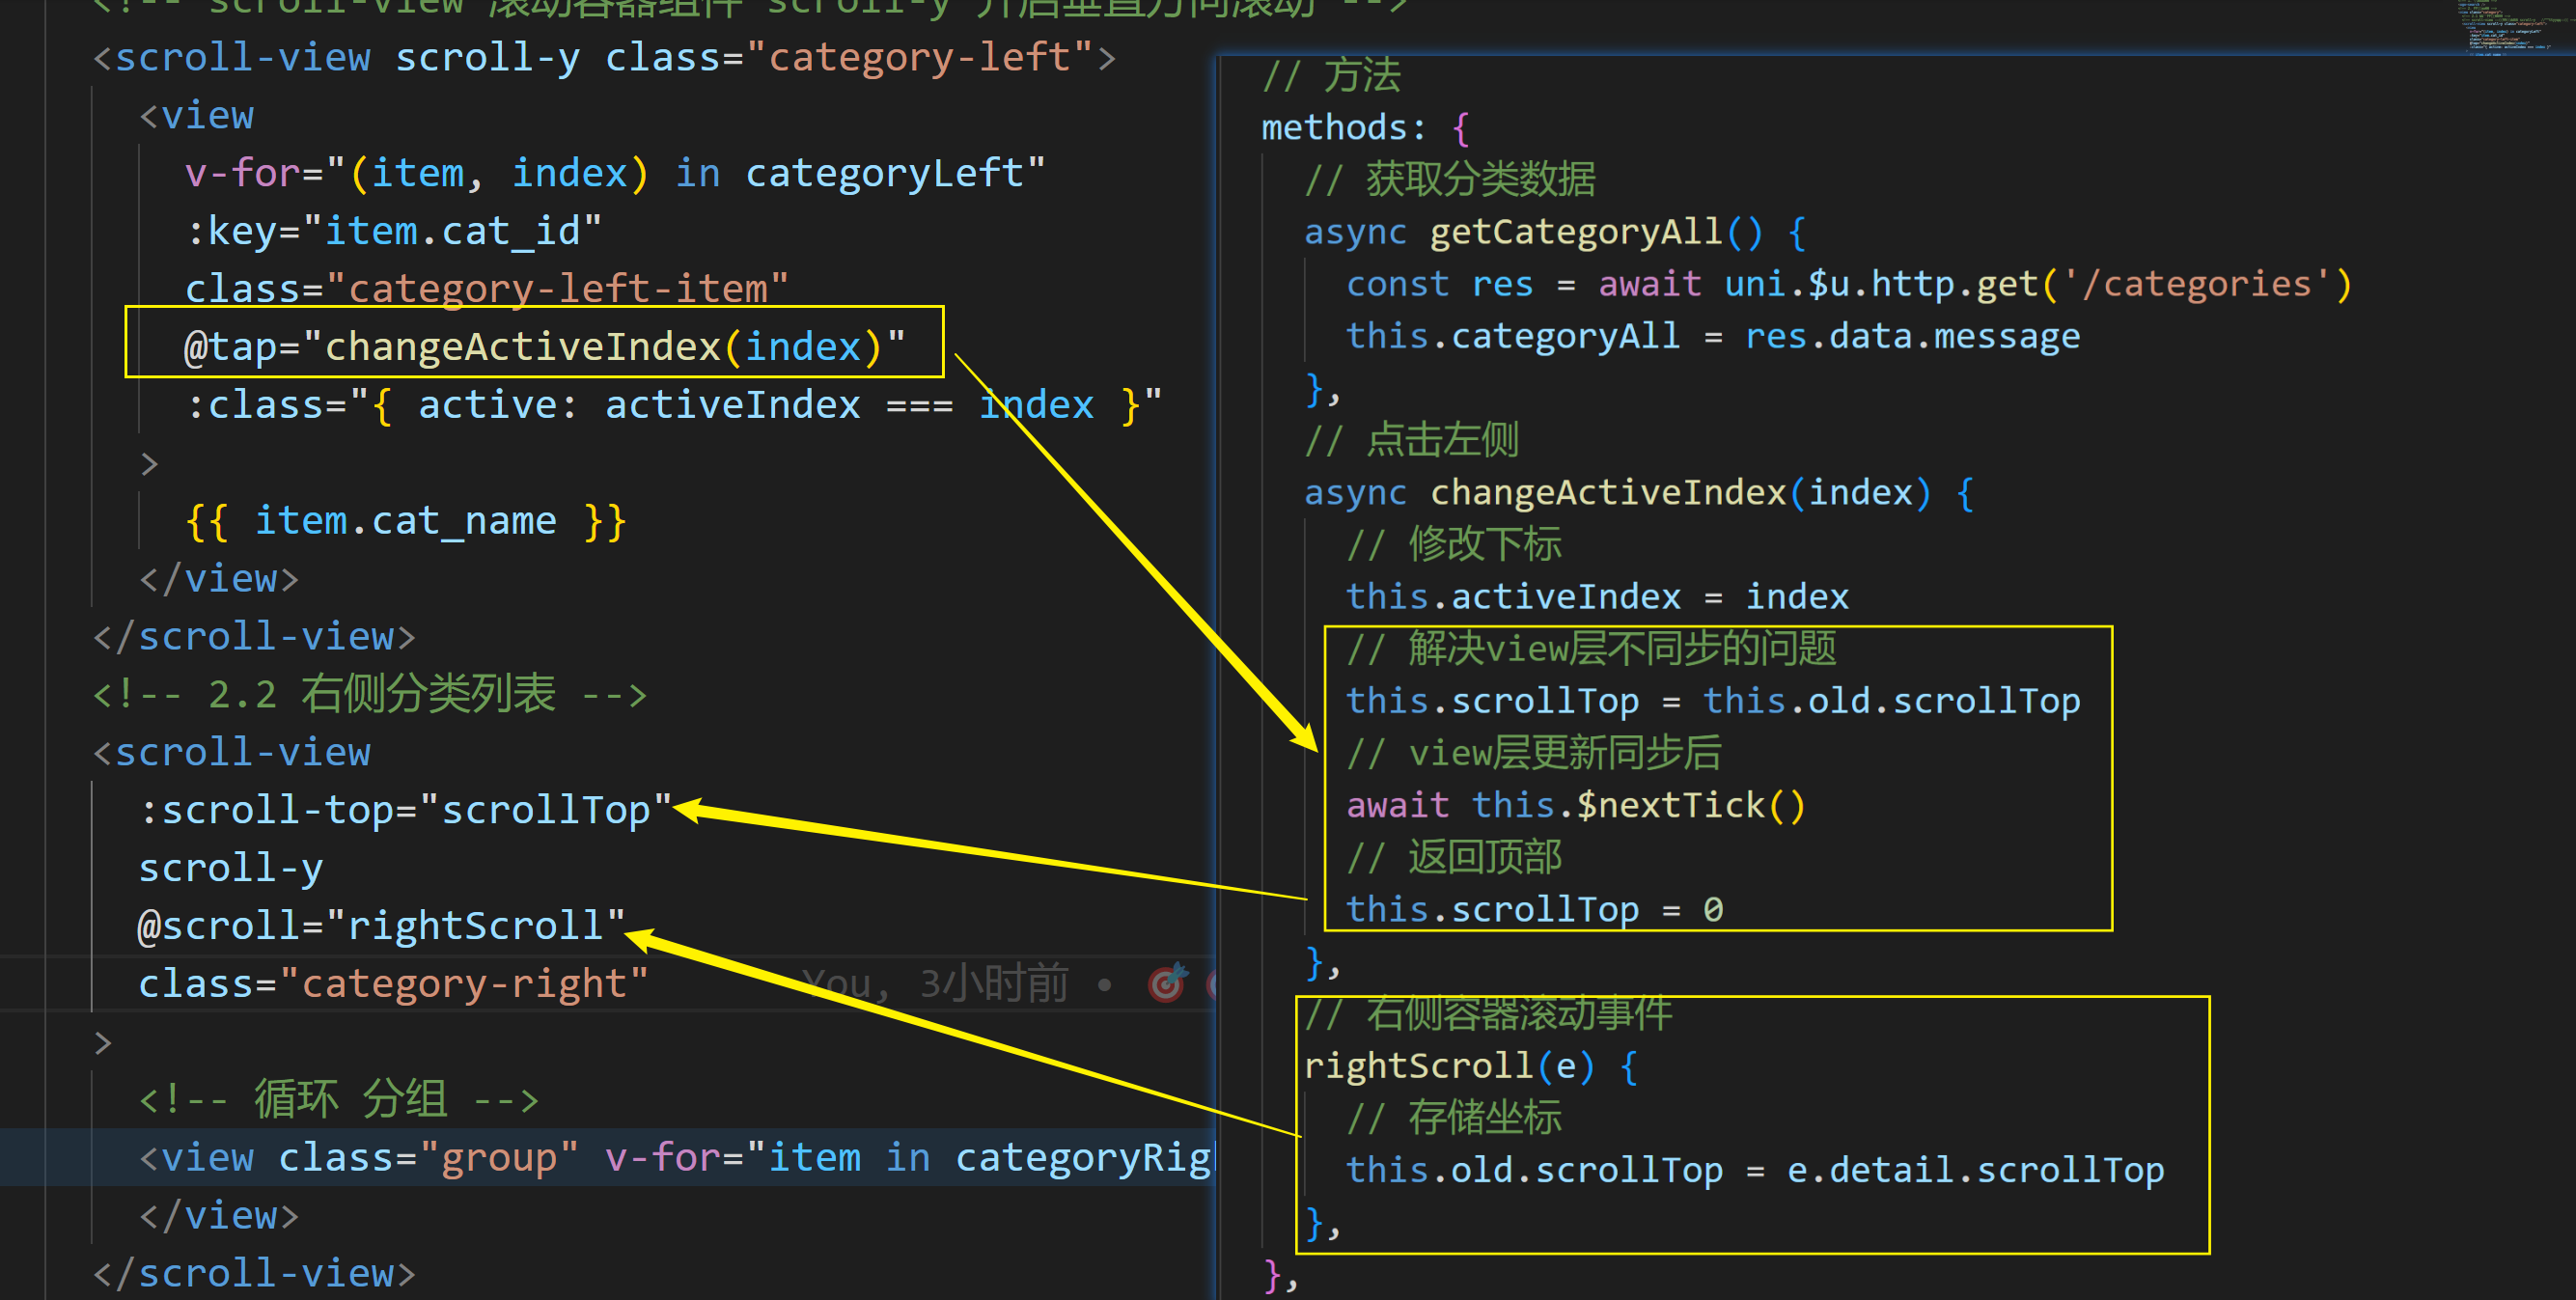 <!-- scroll-view 滚动容器组件 scroll-y 开启垂直方向滚动 -->
<scroll-view scroll-y class="category-left">
<view
v-for="(item, index) in categoryLeft"
:key="item.cat_id"
class="category-left-item"
@tap="changeActiveIndex(index)"
:class="{ active: activeIndex === index }"
>
{{ item.cat_name }}
</view>
</scroll-view>
<!-- 2.2 右侧分类列表 -->
<scroll-view
:scroll-top="scrollTop"
scroll-y
@scroll="rightScroll"
class="category-right"
You, 3小时前 •
>
<!-- 循环 分组 -->
<view class="group" v-for="item in categoryRigh
</view>
</scroll-view>
// 方法
methods: {
// 获取分类数据
async getCategoryAll() {
const res = await uni.$u.http.get('/categories')
this.categoryAll = res.data.message
},
// 点击左侧
async changeActiveIndex(index) {
// 修改下标
this.activeIndex = index
// 解决view层不同步的问题
this.scrollTop = this.old.scrollTop
// view层更新同步后
await this.$nextTick()
// 返回顶部
this.scrollTop = 0
},
// 右侧容器滚动事件
rightScroll(e) {
// 存储坐标
this.old.scrollTop = e.detail.scrollTop
},
},